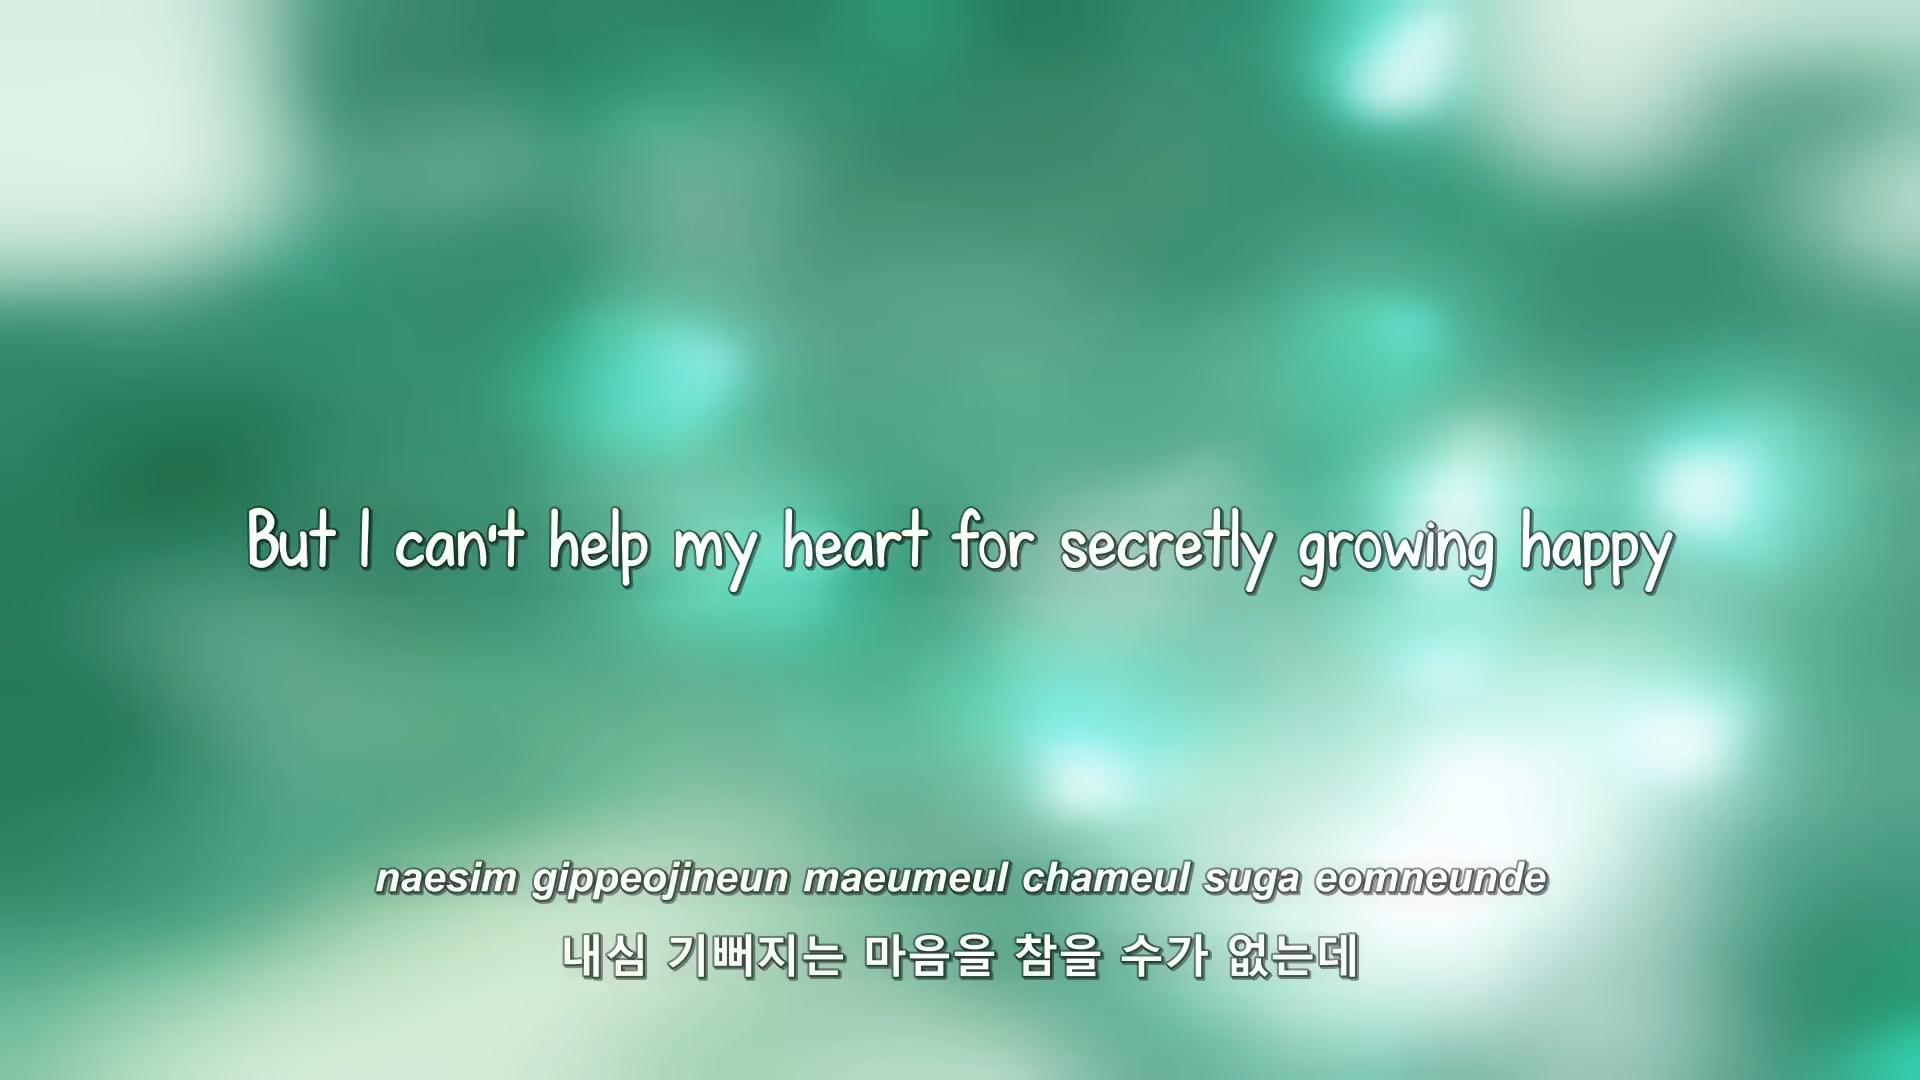 But I can't help my heart for secretly growing happy
naesim gippeojineun maeumeul chameul suga eomneunde
내심 기뻐지는 마음을 참을 수가 없는데